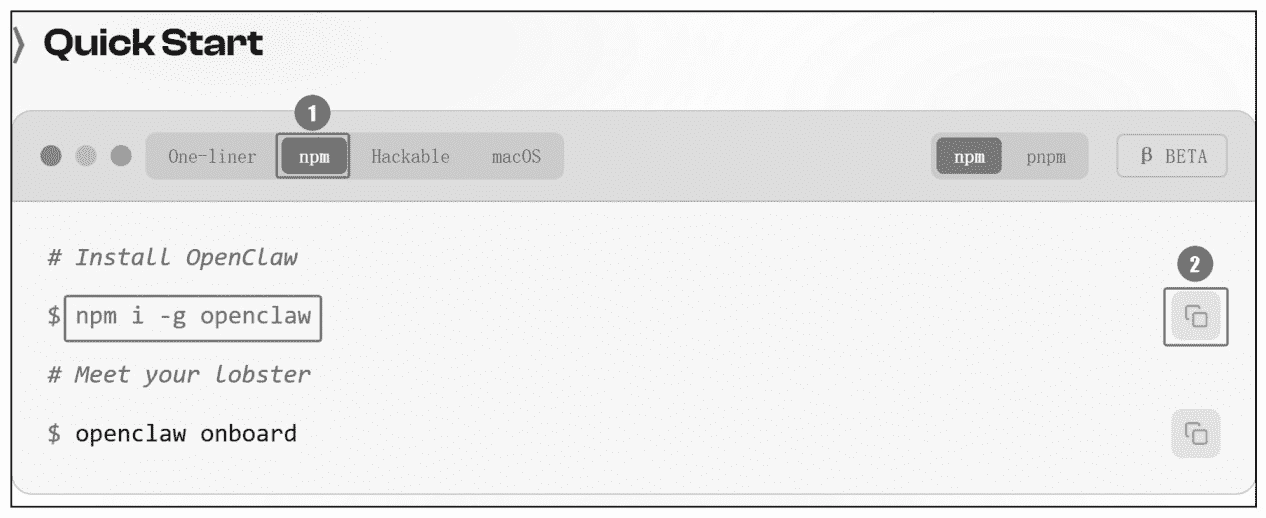 › Quick Start
1
One-liner npm Hackable macOS npm pnpm β BETA
# Install OpenClaw
2
$ npm i -g openclaw
# Meet your lobster
$ openclaw onboard